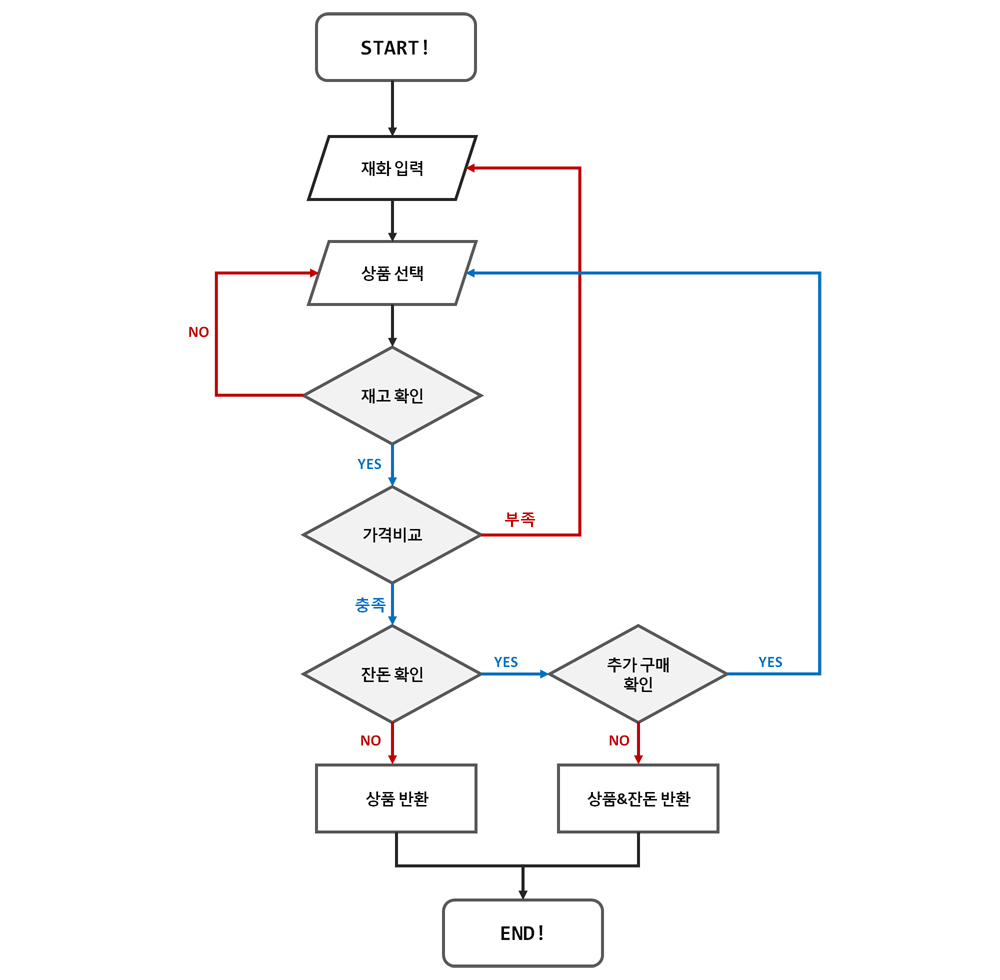 START!
재화 입력
상품 선택
NO
재고 확인
YES
가격비교
부족
충족
잔돈 확인
YES
추가 구매
확인
YES
NO
NO
상품 반환
상품&잔돈 반환
END!